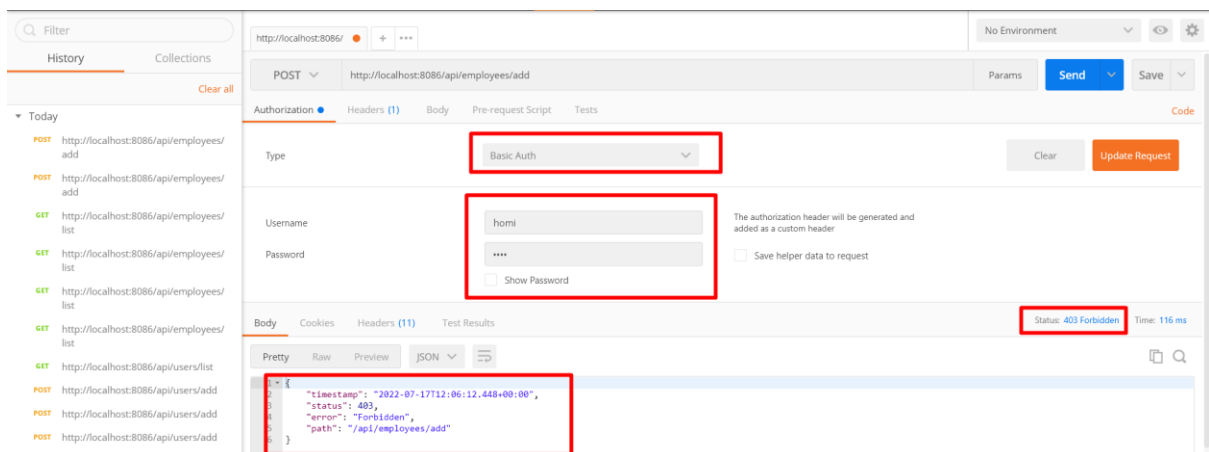 Filter
History Collections
Clear all
Today
POST http://localhost:8086/api/employees/
add
POST http://localhost:8086/api/employees/
add
GET http://localhost:8086/api/employees/
list
GET http://localhost:8086/api/employees/
list
GET http://localhost:8086/api/employees/
list
GET http://localhost:8086/api/employees/
list
GET http://localhost:8086/api/users/list
POST http://localhost:8086/api/users/add
POST http://localhost:8086/api/users/add
POST http://localhost:8086/api/users/add
http://localhost:8086/ + •••
No Environment
POST http://localhost:8086/api/employees/add Params Send Save
Authorization Headers (1) Body Pre-request Script Tests Code
Type Basic Auth Clear Update Request
Username homi
The authorization header will be generated and
added as a custom header
Password •••• Save helper data to request
Show Password
Body Cookies Headers (11) Test Results Status: 403 Forbidden Time: 116 ms
Pretty Raw Preview JSON
1 {
2 "timestamp": "2022-07-17T12:06:12.448+00:00",
3 "status": 403,
4 "error": "Forbidden",
5 "path": "/api/employees/add"
6 }